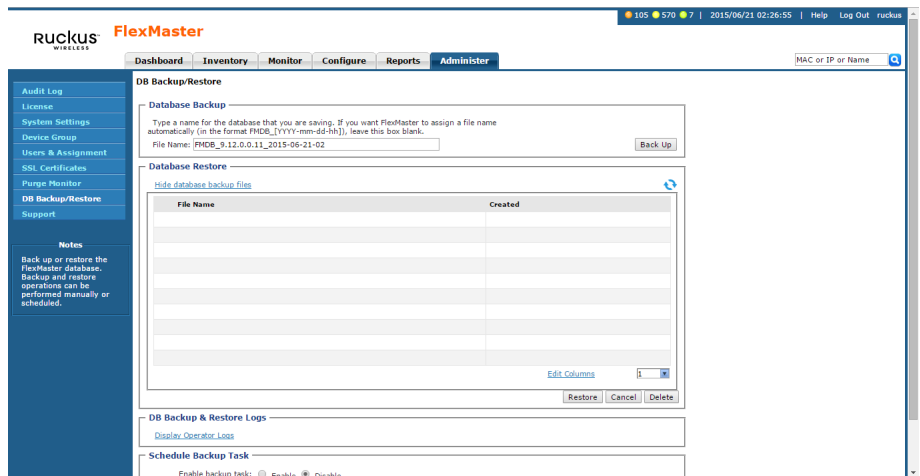 105 570 7 | 2015/06/21 02:26:55 | Help Log Out ruckus
Ruckus WIRELESS
FlexMaster
Dashboard Inventory Monitor Configure Reports Administer
MAC or IP or Name
Audit Log
License
System Settings
Device Group
Users & Assignment
SSL Certificates
Purge Monitor
DB Backup/Restore
Support
Notes
Back up or restore the
FlexMaster database.
Backup and restore
operations can be
performed manually or
scheduled.
DB Backup/Restore
Database Backup
Type a name for the database that you are saving. If you want FlexMaster to assign a file name
automatically (in the format FMDB_[YYYY-mm-dd-hh]), leave this box blank.
File Name: FMDB_9.12.0.0.11_2015-06-21-02 Back Up
Database Restore
Hide database backup files
File Name Created
Edit Columns 1
Restore Cancel Delete
DB Backup & Restore Logs
Display Operator Logs
Schedule Backup Task
Enable backup task: Enable Disable